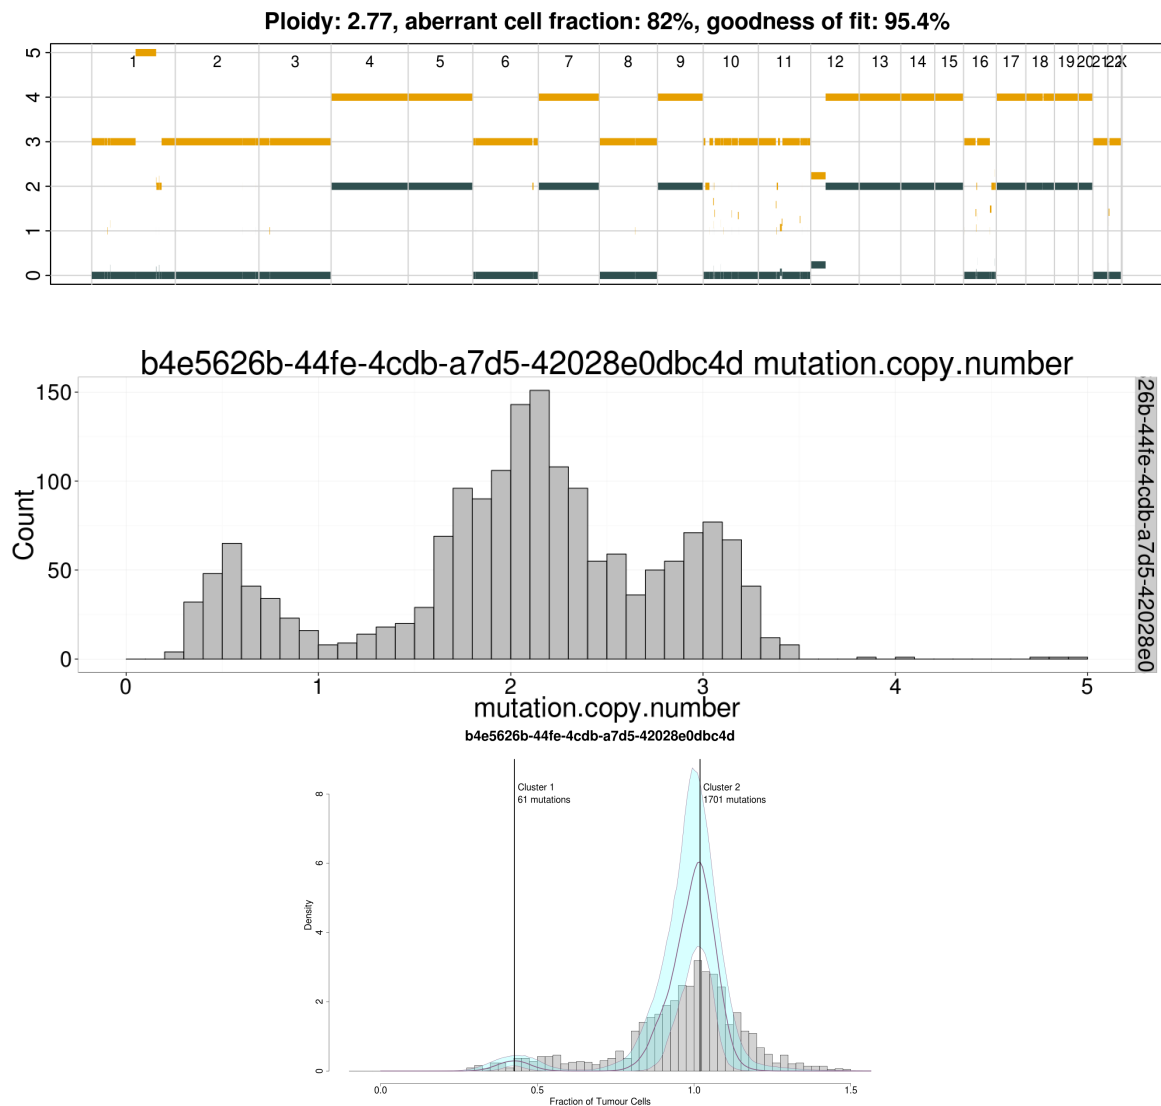 Ploidy: 2.77, aberrant cell fraction: 82%, goodness of fit: 95.4%
1 2 3 4 5 6 7 8 9 10 11 12 13 14 15 16 17 18 19 20 21 22 X
5
4
3
2
1
0
b4e5626b-44fe-4cdb-a7d5-42028e0dbc4d mutation.copy.number
150
100
50
0
Count
26b-44fe-4cdb-a7d5-42028e0
0 1 2 3 4 5
mutation.copy.number
b4e5626b-44fe-4cdb-a7d5-42028e0dbc4d
Cluster 1
61 mutations
Cluster 2
1701 mutations
8
6
4
2
0
Density
0.0 0.5 1.0 1.5
Fraction of Tumour Cells